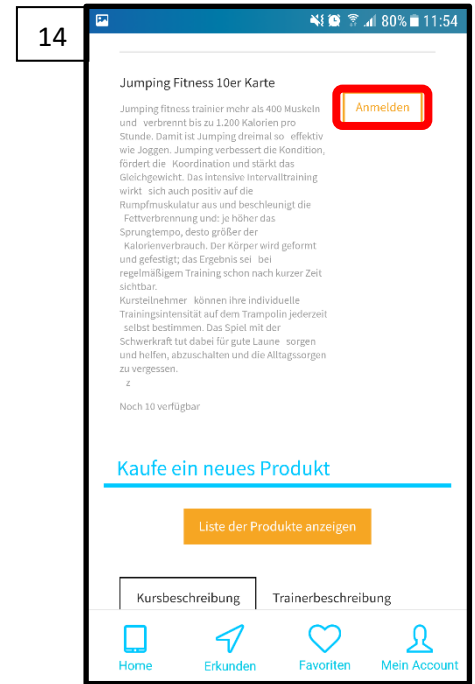 14
80% 11:54
Jumping Fitness 10er Karte
Anmelden
Jumping fitness trainier mehr als 400 Muskeln
und verbrennt bis zu 1.200 Kalorien pro
Stunde. Damit ist Jumping dreimal so effektiv
wie Joggen. Jumping verbessert die Kondition,
fördert die Koordination und stärkt das
Gleichgewicht. Das intensive Intervalltraining
wirkt sich auch positiv auf die
Rumpfmuskulatur aus und beschleunigt die
Fettverbrennung und: je höher das
Sprungtempo, desto größer der
Kalorienverbrauch. Der Körper wird geformt
und gefestigt; das Ergebnis sei bei
regelmäßigem Training schon nach kurzer Zeit
sichtbar.
Kursteilnehmer können ihre individuelle
Trainingsintensität auf dem Trampolin jederzeit
selbst bestimmen. Das Spiel mit der
Schwerkraft tut dabei für gute Laune sorgen
und helfen, abzuschalten und die Alltagssorgen
zu vergessen.
z
Noch 10 verfügbar
Kaufe ein neues Produkt
Liste der Produkte anzeigen
Kursbeschreibung Trainerbeschreibung
Home Erkunden Favoriten Mein Account